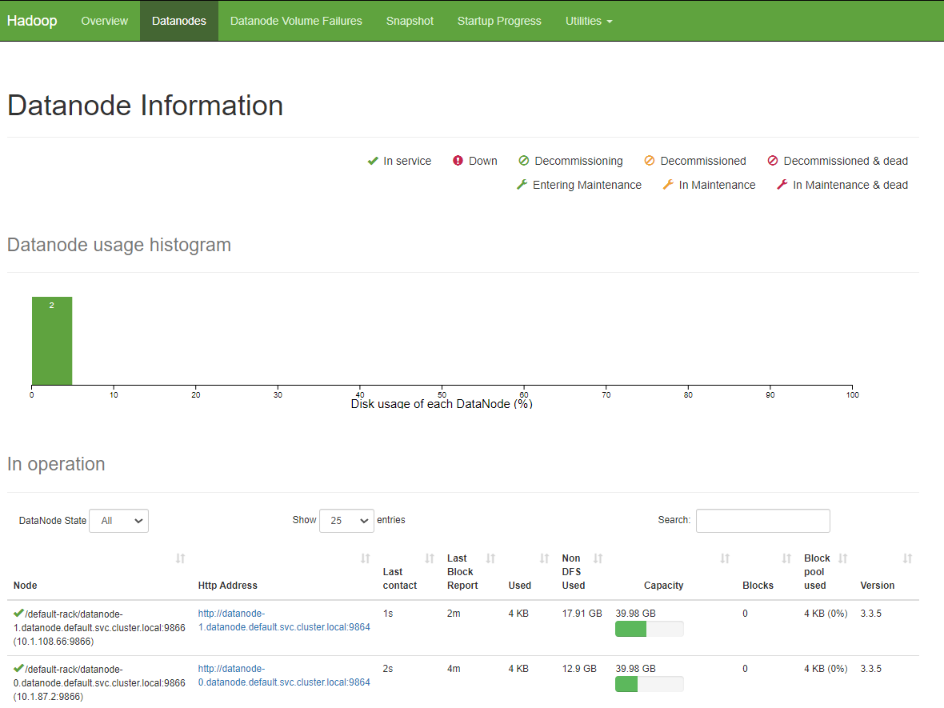 Hadoop Overview Datanodes Datanode Volume Failures Snapshot Startup Progress Utilities
Datanode Information
In service Down Decommissioning Decommissioned Decommissioned & dead
Entering Maintenance In Maintenance In Maintenance & dead
Datanode usage histogram
2
0 10 20 30 40 50 60 70 80 90 100
Disk usage of each DataNode (%)
In operation
DataNode State All Show 25 entries Search:
Node Http Address Last contact Last Block Report Used Non DFS Used Capacity Blocks Block pool used Version
/default-rack/datanode- http://datanode- 1s 2m 4 KB 17.91 GB 39.98 GB 0 4 KB (0%) 3.3.5
1.datanode.default.svc.cluster.local:9866 1.datanode.default.svc.cluster.local:9864
(10.1.108.66:9866)
/default-rack/datanode- http://datanode- 2s 4m 4 KB 12.9 GB 39.98 GB 0 4 KB (0%) 3.3.5
0.datanode.default.svc.cluster.local:9866 0.datanode.default.svc.cluster.local:9864
(10.1.87.2:9866)